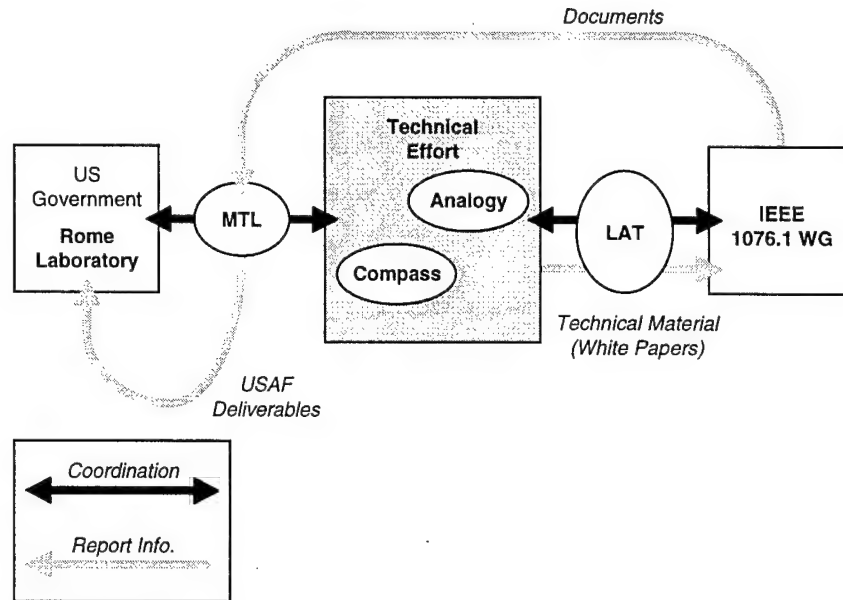 Documents
Technical
Effort
US
Government
Rome
Laboratory
MTL
Analogy
Compass
LAT
IEEE
1076.1 WG
Technical Material
(White Papers)
USAF
Deliverables
Coordination
Report Info.